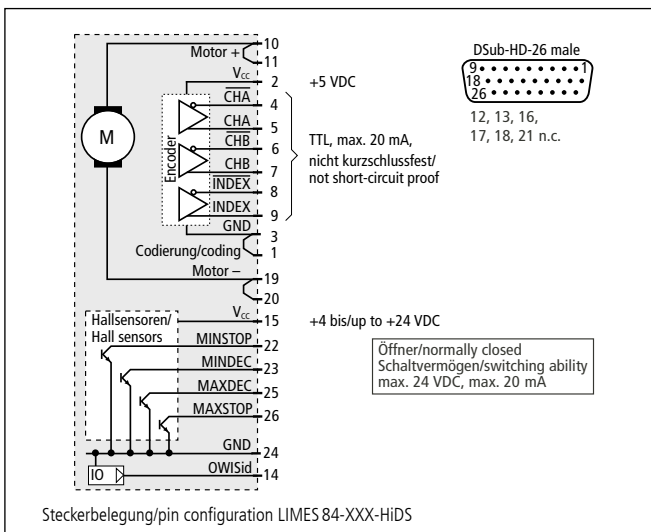 10
Motor +
11
Vcc 2 +5 VDC
CHA 4
CHA 5
CHB 6
CHB 7
INDEX 8
INDEX 9
GND 3
Codierung/coding 1
Motor – 19
20
M
Encoder
TTL, max. 20 mA,
nicht kurzschlussfest/
not short-circuit proof
DSub-HD-26 male
9 1
18
26
12, 13, 16,
17, 18, 21 n.c.
Hallsensoren/
Hall sensors
Vcc 15 +4 bis/up to +24 VDC
MINSTOP 22
MINDEC 23
MAXDEC 25
MAXSTOP 26
GND 24
IO OWISid 14
Öffner/normally closed
Schaltvermögen/switching ability
max. 24 VDC, max. 20 mA
Steckerbelegung/pin configuration LIMES 84-XXX-HiDS